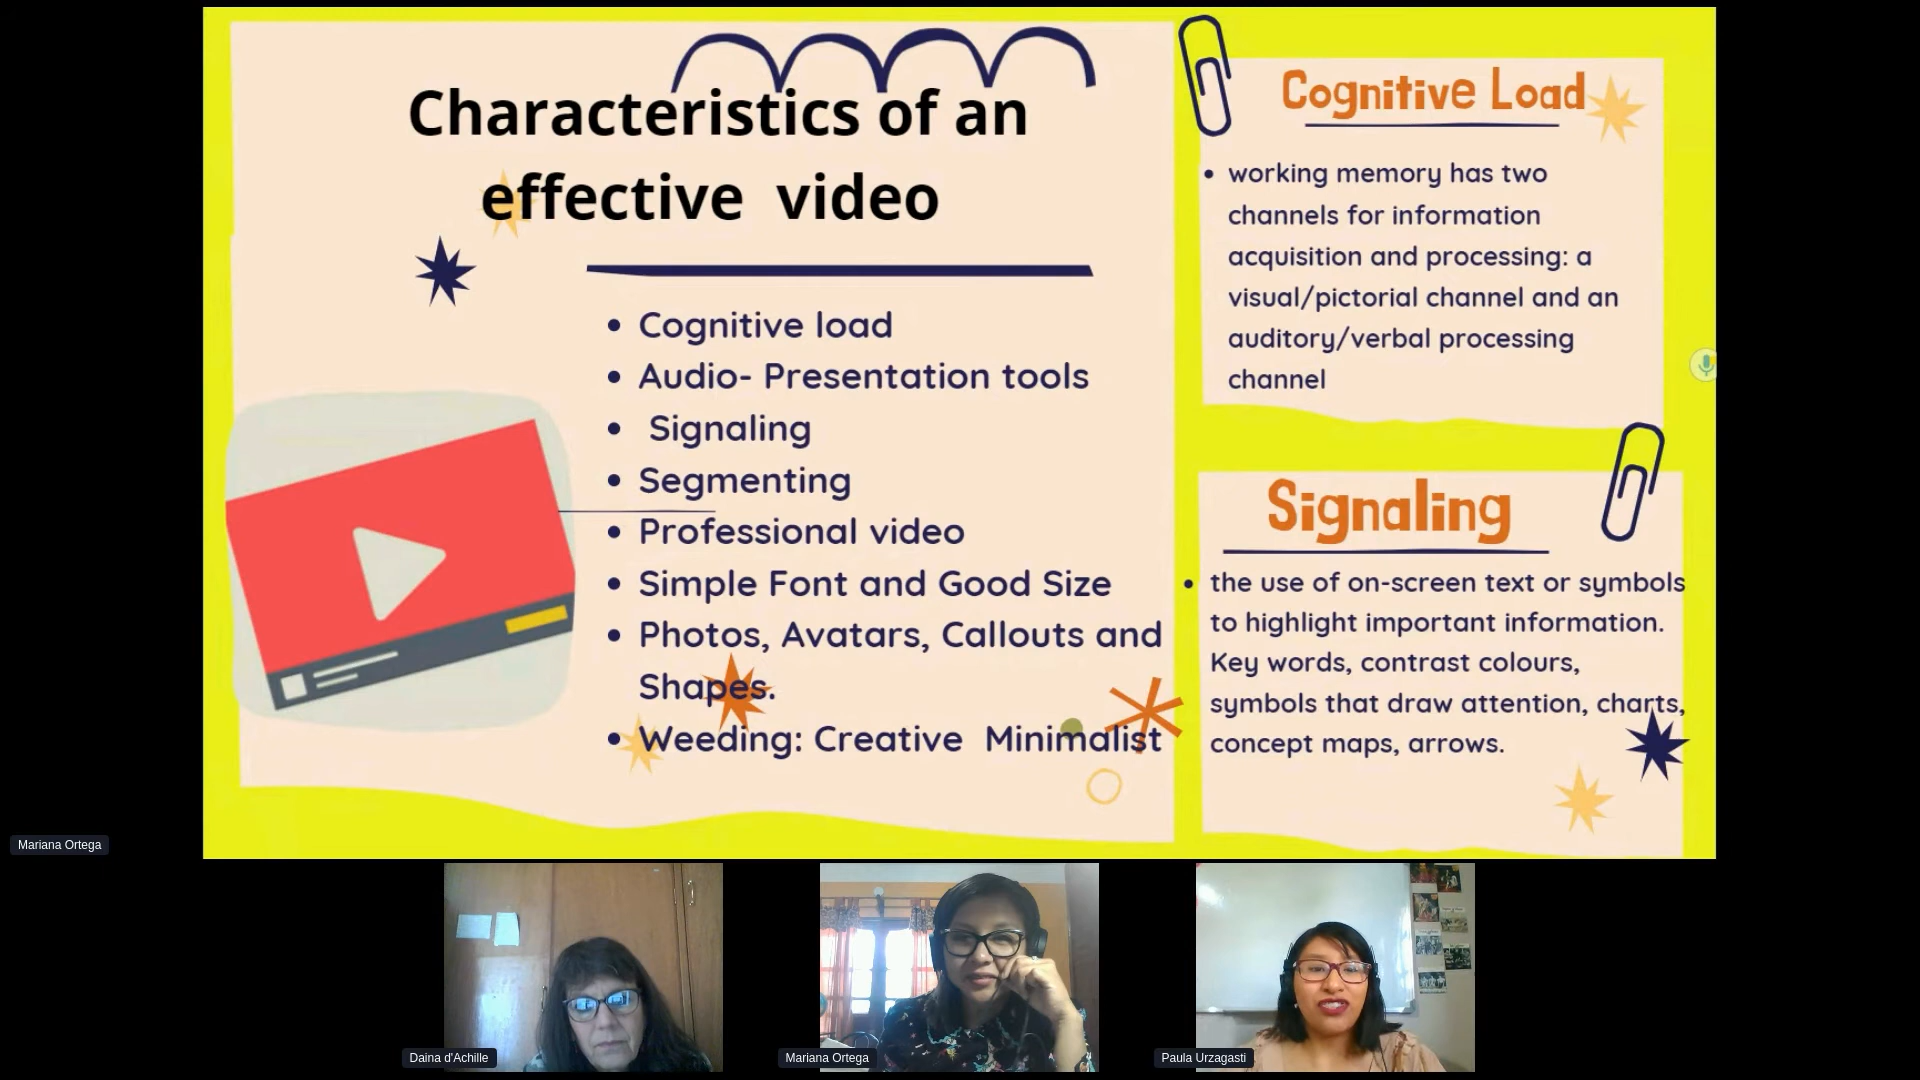 Characteristics of an
effective video
• Cognitive load
• Audio- Presentation tools
• Signaling
• Segmenting
• Professional video
• Simple Font and Good Size
• Photos, Avatars, Callouts and
Shapes.
• Weeding: Creative Minimalist
Cognitive Load
• working memory has two
channels for information
acquisition and processing: a
visual/pictorial channel and an
auditory/verbal processing
channel
Signaling
• the use of on-screen text or symbols
to highlight important information.
Key words, contrast colours,
symbols that draw attention, charts,
concept maps, arrows.
Mariana Ortega
Daina d'Achille
Mariana Ortega
Paula Urzagasti